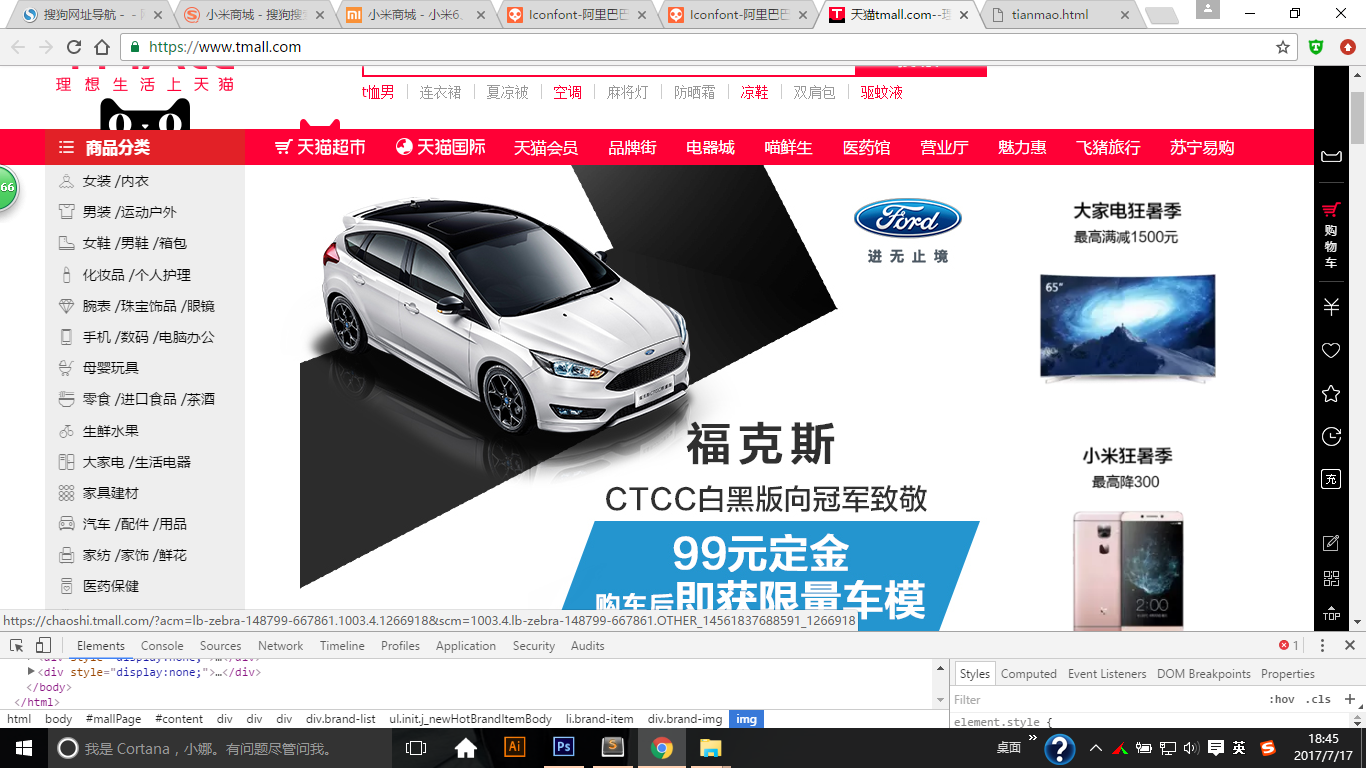 搜狗网址导航 - - 网
小米商城 - 搜狗搜索
小米商城 - 小米6、
Iconfont-阿里巴巴
Iconfont-阿里巴巴
天猫tmall.com--理
tianmao.html
https://www.tmall.com
理想生活上天猫
t恤男 连衣裙 夏凉被 空调 麻将灯 防晒霜 凉鞋 双肩包 驱蚊液
商品分类 天猫超市 天猫国际 天猫会员 品牌街 电器城 喵鲜生 医药馆 营业厅 魅力惠 飞猪旅行 苏宁易购
66
女装 /内衣
男装 /运动户外
女鞋 /男鞋 /箱包
化妆品 /个人护理
腕表 /珠宝饰品 /眼镜
手机 /数码 /电脑办公
母婴玩具
零食 /进口食品 /茶酒
生鲜水果
大家电 /生活电器
家具建材
汽车 /配件 /用品
家纺 /家饰 /鲜花
医药保健
Ford
进无止境
福克斯
CTCC白黑版向冠军致敬
99元定金
购车后即获限量车模
大家电狂暑季
最高满减1500元
65"
小米狂暑季
最高降300
2:00
购物车
充
TOP
https://chaoshi.tmall.com/?acm=lb-zebra-148799-667861.1003.4.1266918&scm=1003.4.lb-zebra-148799-667861.OTHER_14561837688591_1266918
Elements Console Sources Network Timeline Profiles Application Security Audits 1
<div style="display:none;">…</div>
<div style="display:none;">…</div>
</body>
</html>
html body #mallPage #content div div div div.brand-list ul.init.j_newHotBrandItemBody li.brand-item div.brand-img img
Styles Computed Event Listeners DOM Breakpoints Properties
Filter :hov .cls +
element.style {
我是 Cortana，小娜。有问题尽管问我。
Ai
Ps
S
桌面
英
18:45
2017/7/17